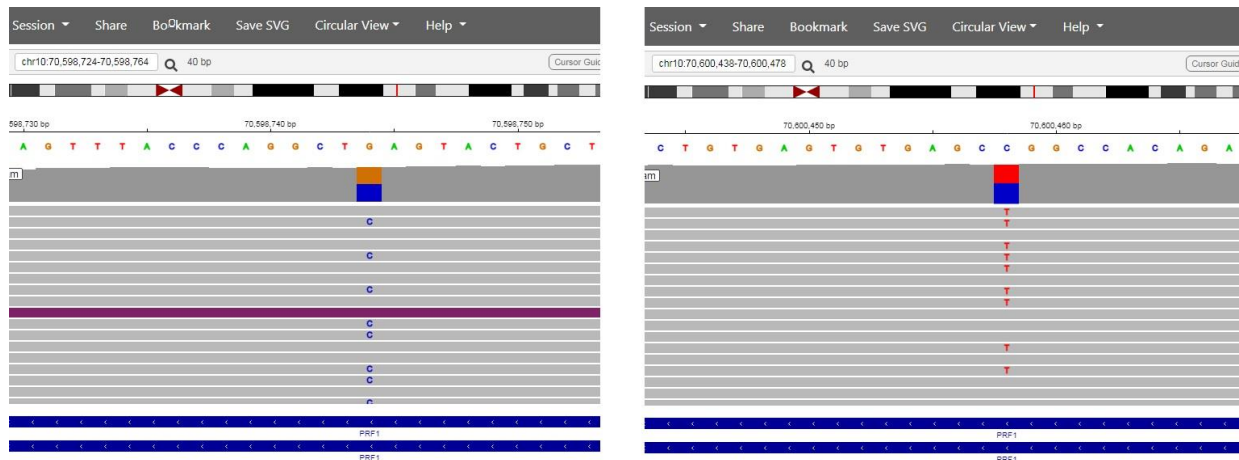 Session Share Bookmark Save SVG Circular View Help
chr10:70,598,724-70,598,764 40 bp Cursor Guid
598,730 bp 70,598,740 bp 70,598,750 bp
A G T T T A C C C A G G C T G A G T A C T G C T
am
C
C
C
C
C
C
C
C
PRF1
PRF1
Session Share Bookmark Save SVG Circular View Help
chr10:70,600,438-70,600,478 40 bp Cursor Guid
70,600,450 bp 70,600,460 bp
C T G T G A G T G T G A G C C G G C C A C A G A
am
T
T
T
T
T
T
T
T
T
PRF1
PRF1